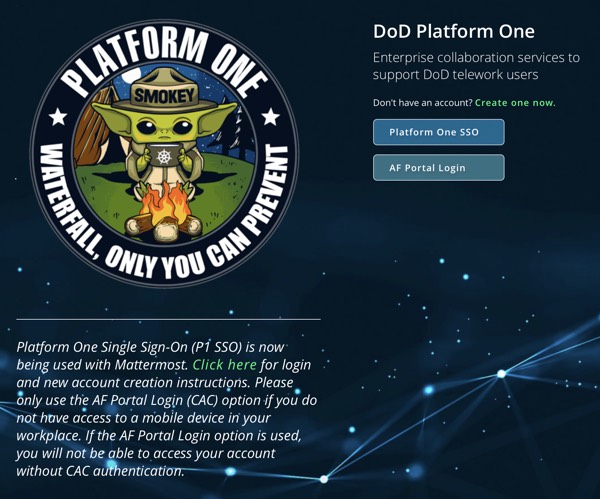 PLATFORM ONE
SMOKEY
WATERFALL, ONLY YOU CAN PREVENT
DoD Platform One
Enterprise collaboration services to
support DoD telework users
Don't have an account? Create one now.
Platform One SSO
AF Portal Login
Platform One Single Sign-On (P1 SSO) is now
being used with Mattermost. Click here for login
and new account creation instructions. Please
only use the AF Portal Login (CAC) option if you do
not have access to a mobile device in your
workplace. If the AF Portal Login option is used,
you will not be able to access your account
without CAC authentication.